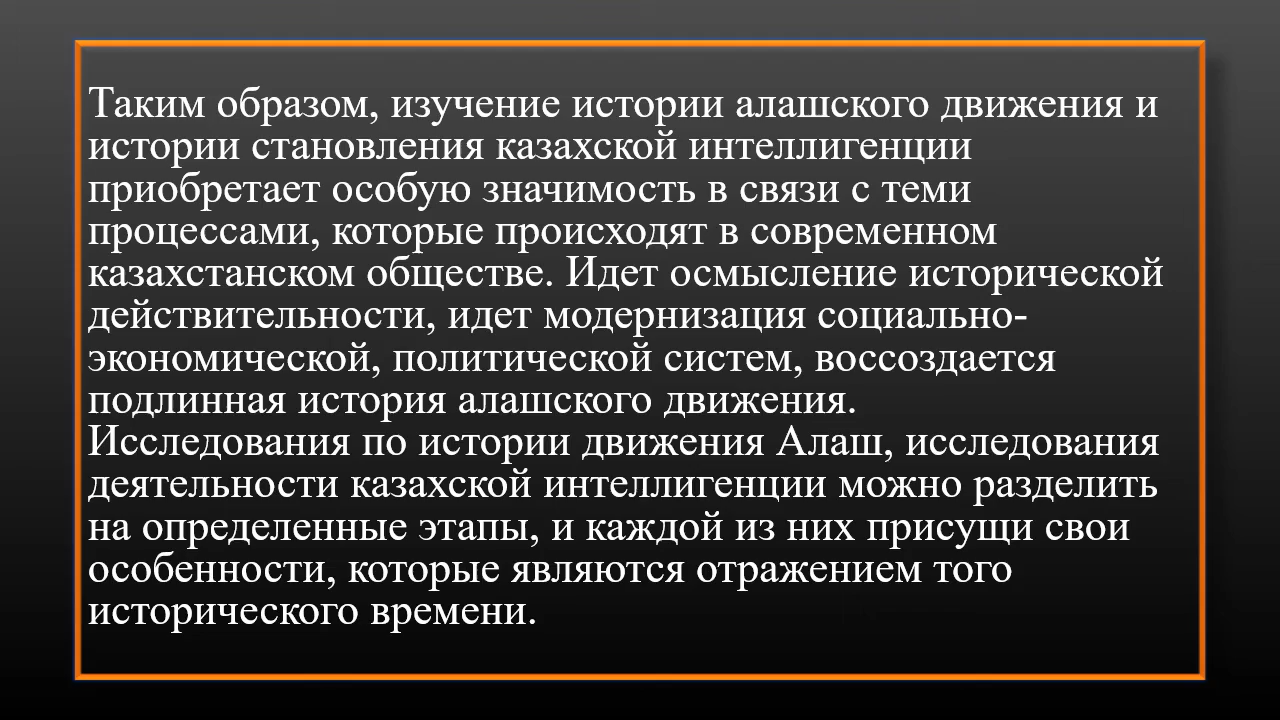 Таким образом, изучение истории алашского движения и
истории становления казахской интеллигенции
приобретает особую значимость в связи с теми
процессами, которые происходят в современном
казахстанском обществе. Идет осмысление исторической
действительности, идет модернизация социально-
экономической, политической систем, воссоздается
подлинная история алашского движения.
Исследования по истории движения Алаш, исследования
деятельности казахской интеллигенции можно разделить
на определенные этапы, и каждой из них присущи свои
особенности, которые являются отражением того
исторического времени.